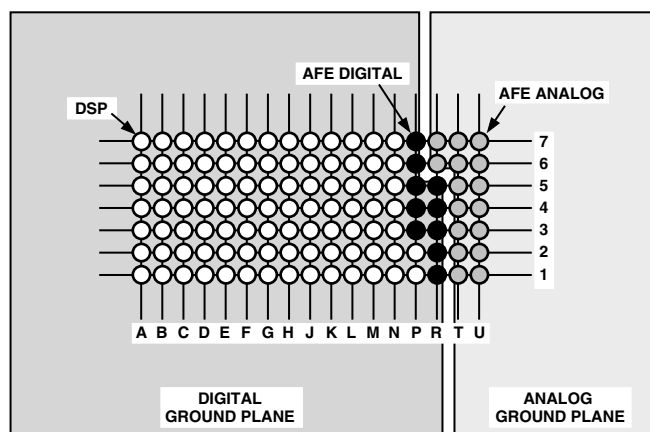 AFE DIGITAL
DSP
AFE ANALOG
7
6
5
4
3
2
1
A B C D E F G H J K L M N P R T U
DIGITAL
GROUND PLANE
ANALOG
GROUND PLANE